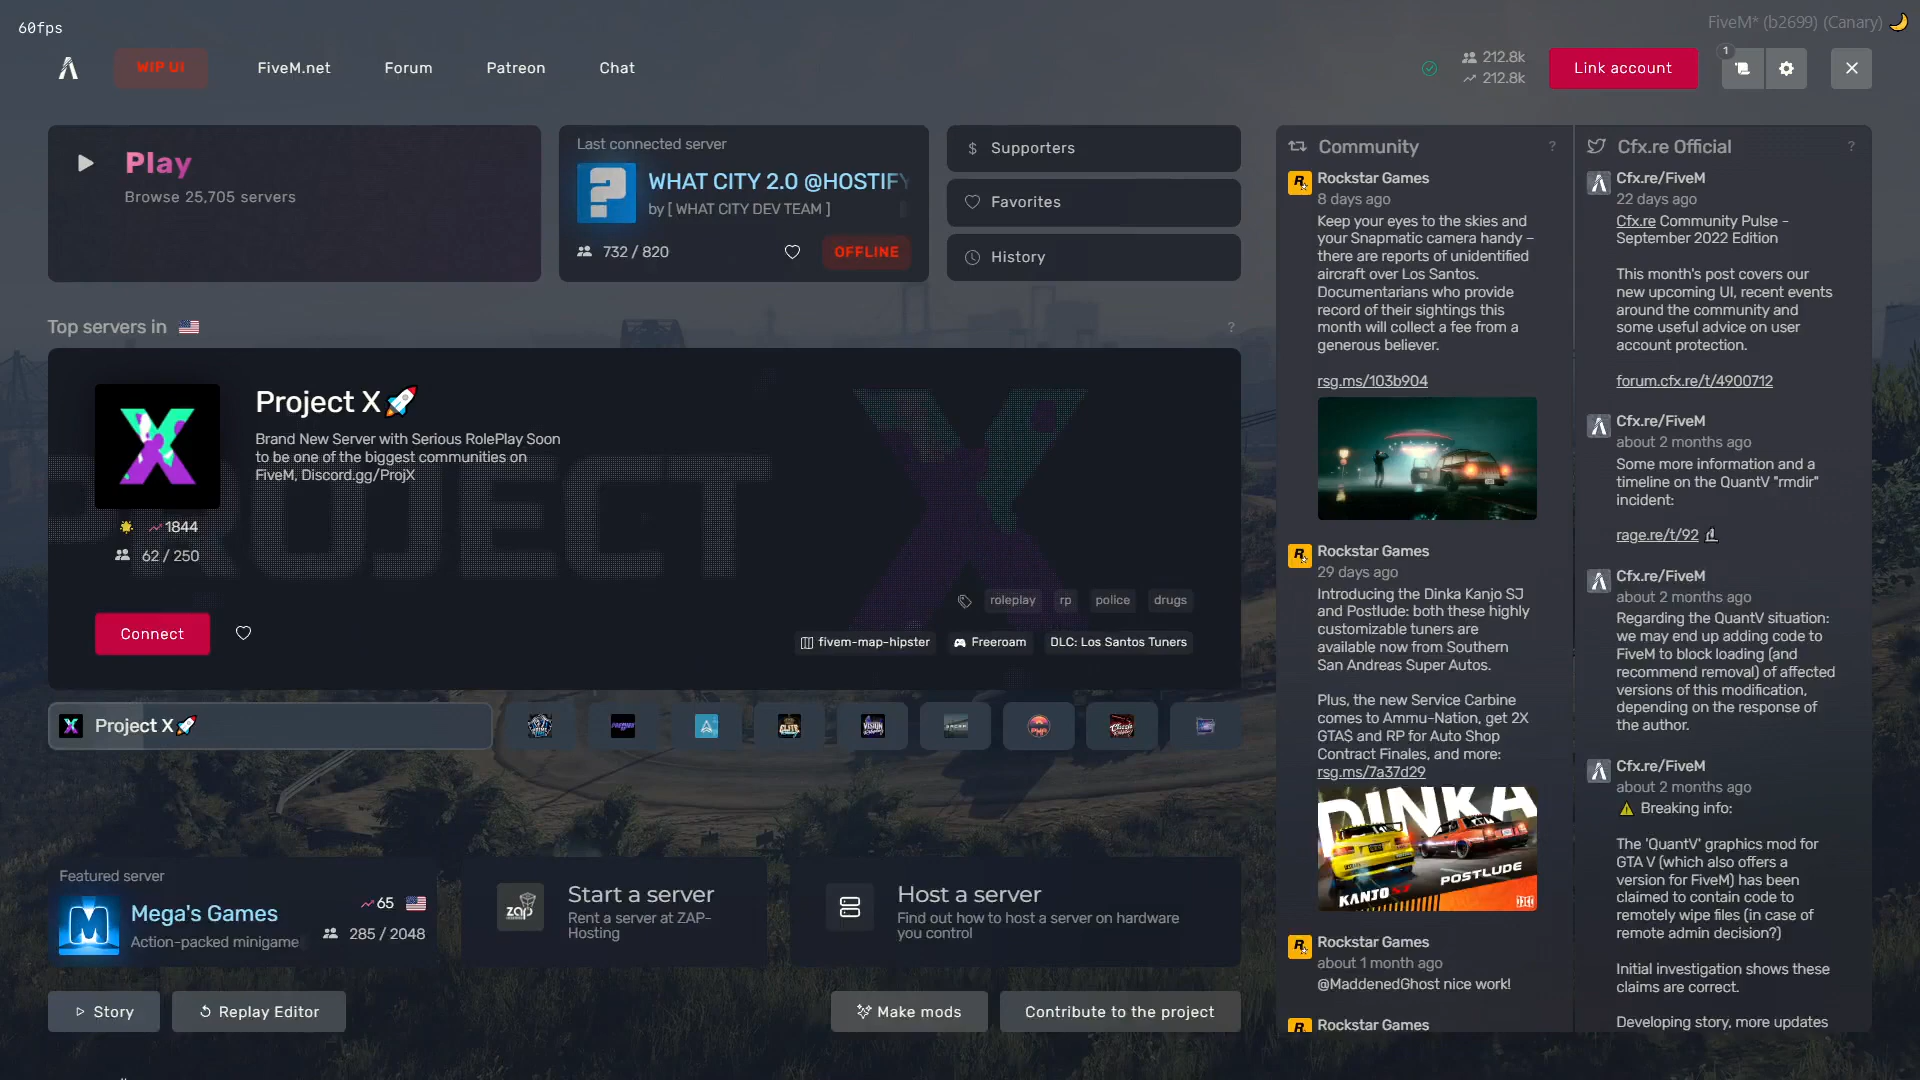 60fps
FiveM* (b2699) (Canary) 🌙
WIP UI
FiveM.net
Forum
Patreon
Chat
212.8k
212.8k
Link account
1
Play
Browse 25,705 servers
Last connected server
WHAT CITY 2.0 @HOSTIFY
by [ WHAT CITY DEV TEAM ]
732 / 820
OFFLINE
$ Supporters
Favorites
History
Top servers in 🇺🇸
?
Project X🚀
Brand New Server with Serious RolePlay Soon
to be one of the biggest communities on
FiveM, Discord.gg/ProjX
PROJECT X
1844
62 / 250
roleplay
rp
police
drugs
Connect
fivem-map-hipster
Freeroam
DLC: Los Santos Tuners
Project X🚀
Featured server
Mega's Games
Action-packed minigame
65
285 / 2048
zap
Start a server
Rent a server at ZAP-
Hosting
Host a server
Find out how to host a server on hardware
you control
Story
Replay Editor
Make mods
Contribute to the project
Community
?
Rockstar Games
8 days ago
Keep your eyes to the skies and
your Snapmatic camera handy –
there are reports of unidentified
aircraft over Los Santos.
Documentarians who provide
record of their sightings this
month will collect a fee from a
generous believer.
rsg.ms/103b904
Rockstar Games
29 days ago
Introducing the Dinka Kanjo SJ
and Postlude: both these highly
customizable tuners are
available now from Southern
San Andreas Super Autos.
Plus, the new Service Carbine
comes to Ammu-Nation, get 2X
GTA$ and RP for Auto Shop
Contract Finales, and more:
rsg.ms/7a37d29
DINKA
KANJO SJ
POSTLUDE
Rockstar Games
about 1 month ago
@MaddenedGhost nice work!
Rockstar Games
Cfx.re Official
?
Cfx.re/FiveM
22 days ago
Cfx.re Community Pulse -
September 2022 Edition
This month's post covers our
new upcoming UI, recent events
around the community and
some useful advice on user
account protection.
forum.cfx.re/t/4900712
Cfx.re/FiveM
about 2 months ago
Some more information and a
timeline on the QuantV "rmdir"
incident:
rage.re/t/92
Cfx.re/FiveM
about 2 months ago
Regarding the QuantV situation:
we may end up adding code to
FiveM to block loading (and
recommend removal) of affected
versions of this modification,
depending on the response of
the author.
Cfx.re/FiveM
about 2 months ago
⚠️ Breaking info:
The 'QuantV' graphics mod for
GTA V (which also offers a
version for FiveM) has been
claimed to contain code to
remotely wipe files (in case of
remote admin decision?)
Initial investigation shows these
claims are correct.
Developing story, more updates